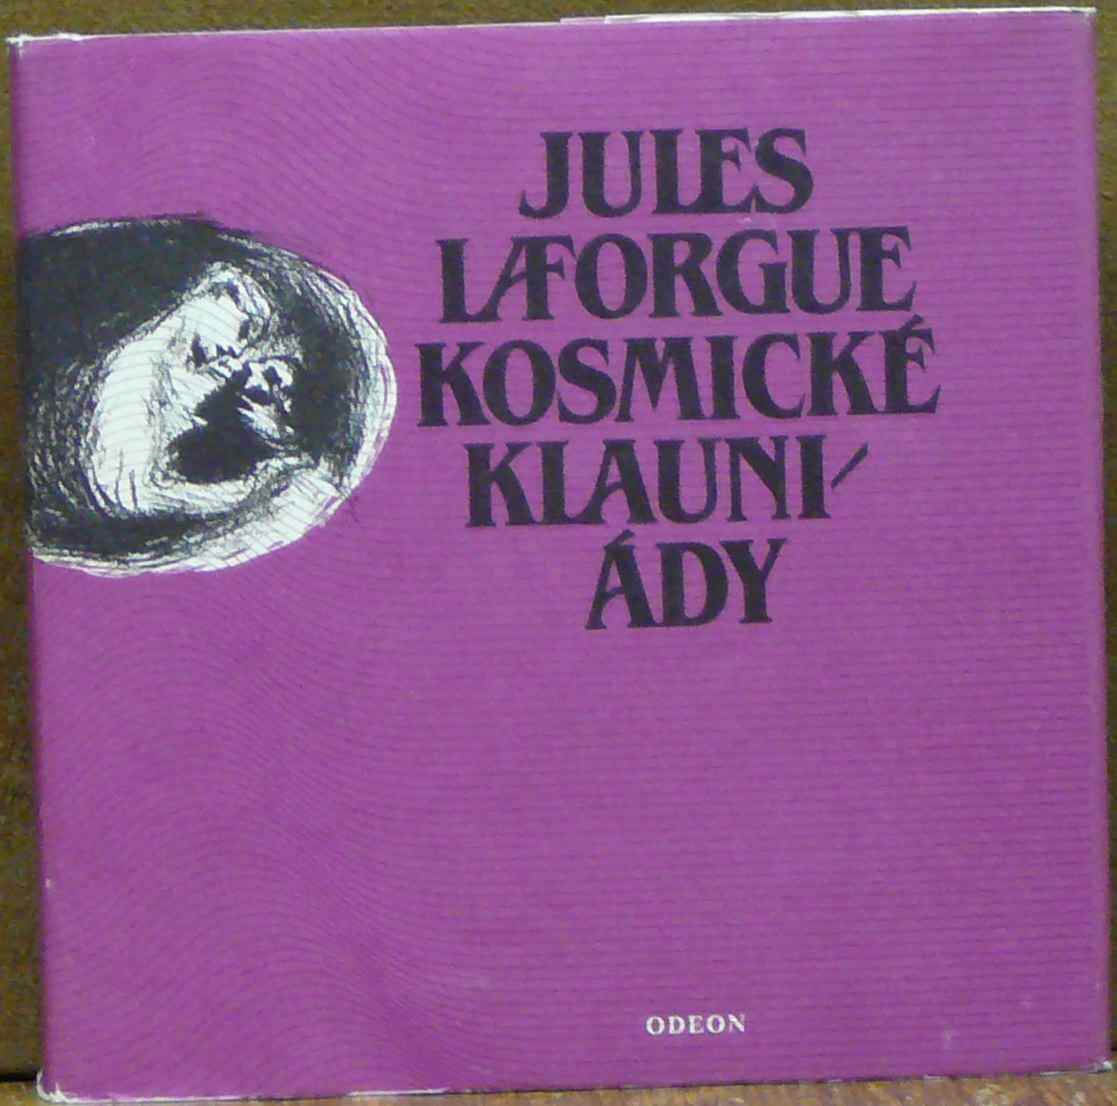 JULES
LAFORGUE
KOSMICKÉ
KLAUNI-
ÁDY
ODEON